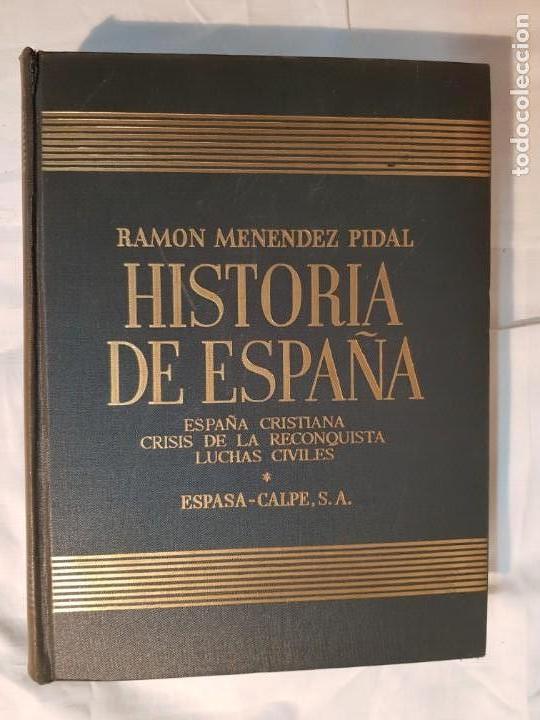 RAMON MENENDEZ PIDAL
HISTORIA
DE ESPAÑA
ESPAÑA CRISTIANA
CRISIS DE LA RECONQUISTA
LUCHAS CIVILES
*
ESPASA-CALPE, S.A.
todocoleccion